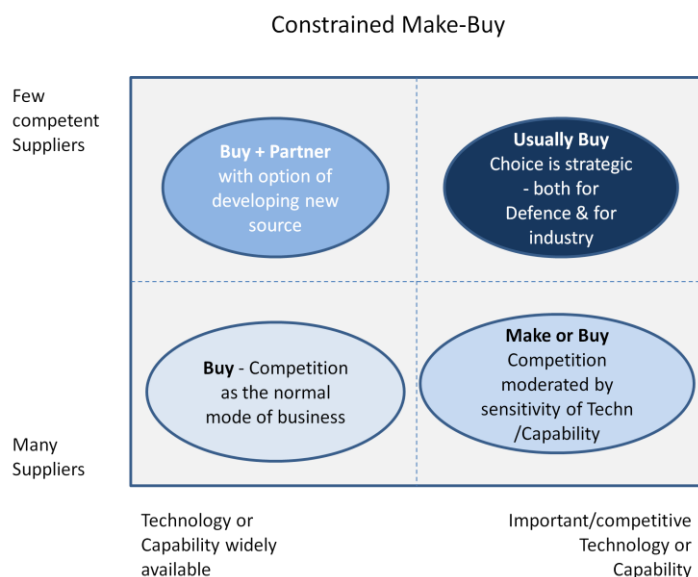 Constrained Make-Buy
Few
competent
Suppliers
Buy + Partner
with option of
developing new
source
Usually Buy
Choice is strategic
- both for
Defence & for
industry
Buy - Competition
as the normal
mode of business
Make or Buy
Competition
moderated by
sensitivity of Techn
/Capability
Many
Suppliers
Technology or
Capability widely
available
Important/competitive
Technology or
Capability